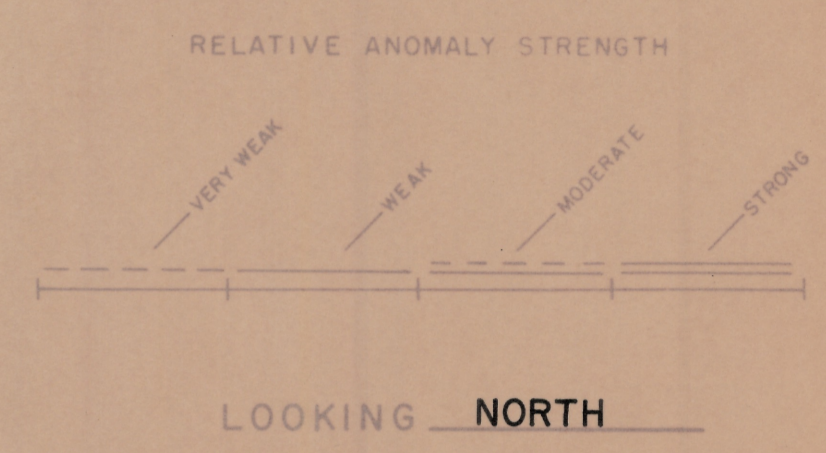 RELATIVE ANOMALY STRENGTH
VERY WEAK
WEAK
MODERATE
STRONG
LOOKING NORTH